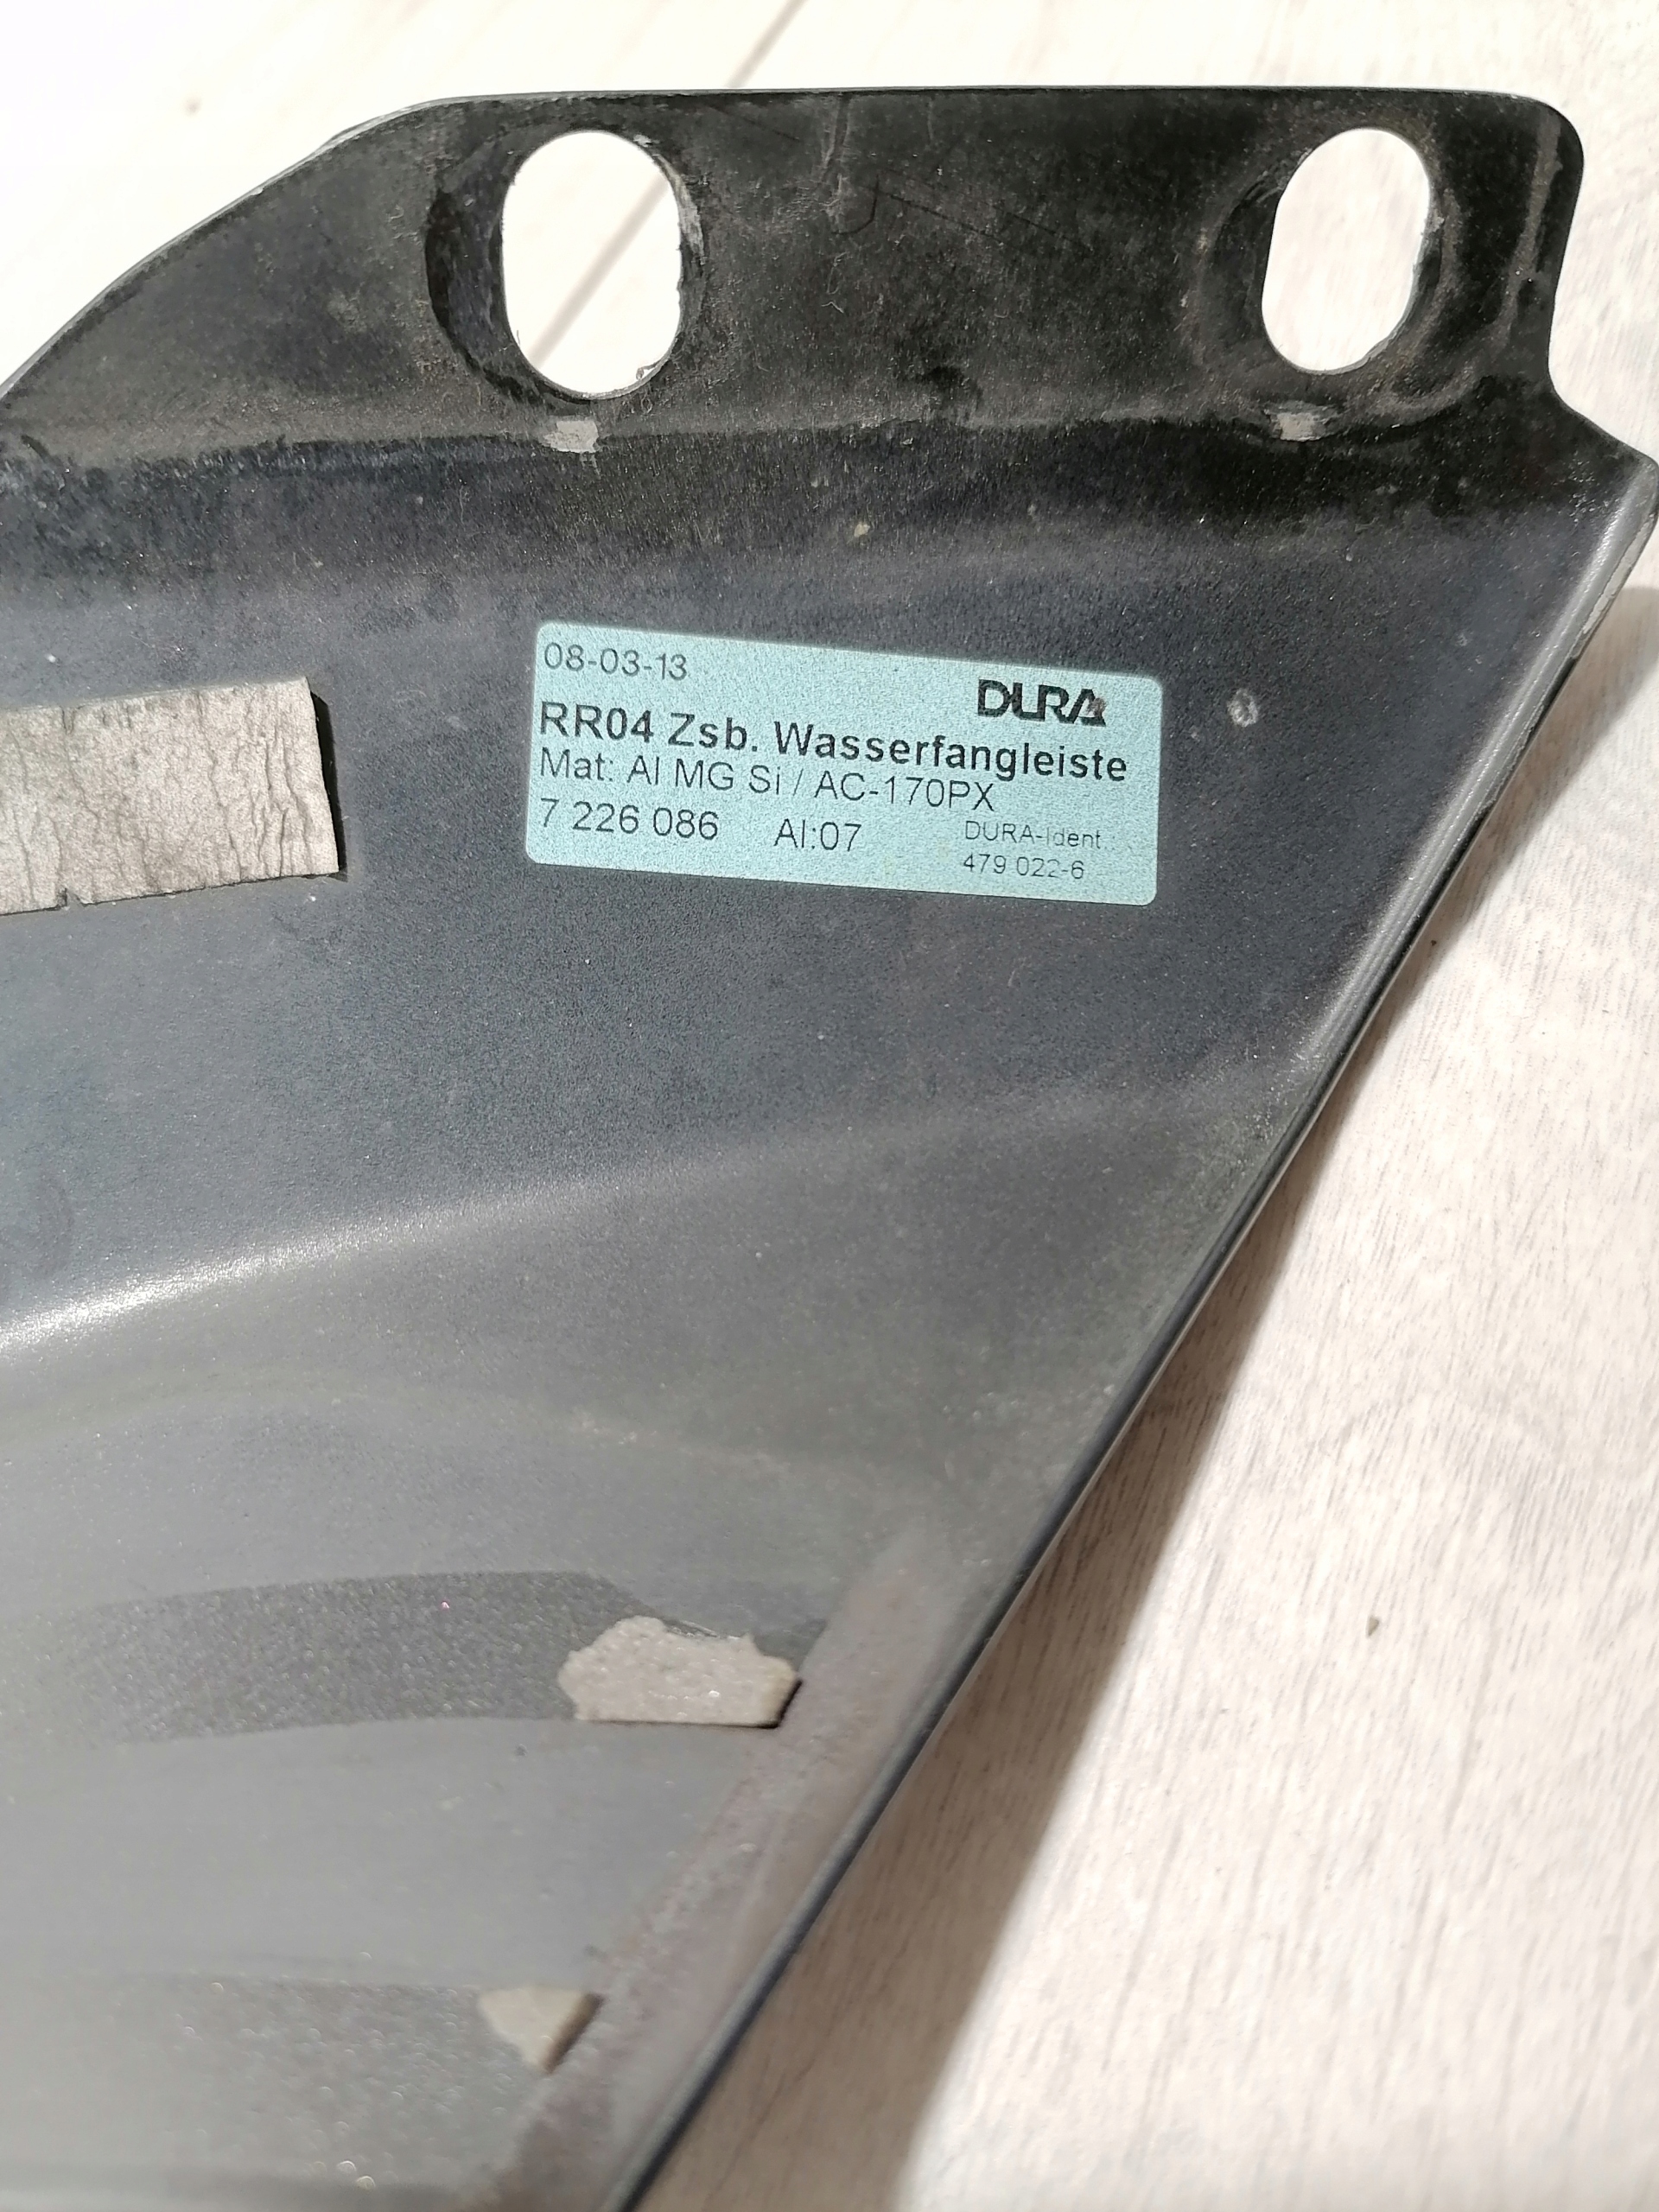 08-03-13
DURA
RR04 Zsb. Wasserfangleiste
Mat: Al MG Si / AC-170PX
7 226 086 AI:07
DURA-Ident.:
479 022-6